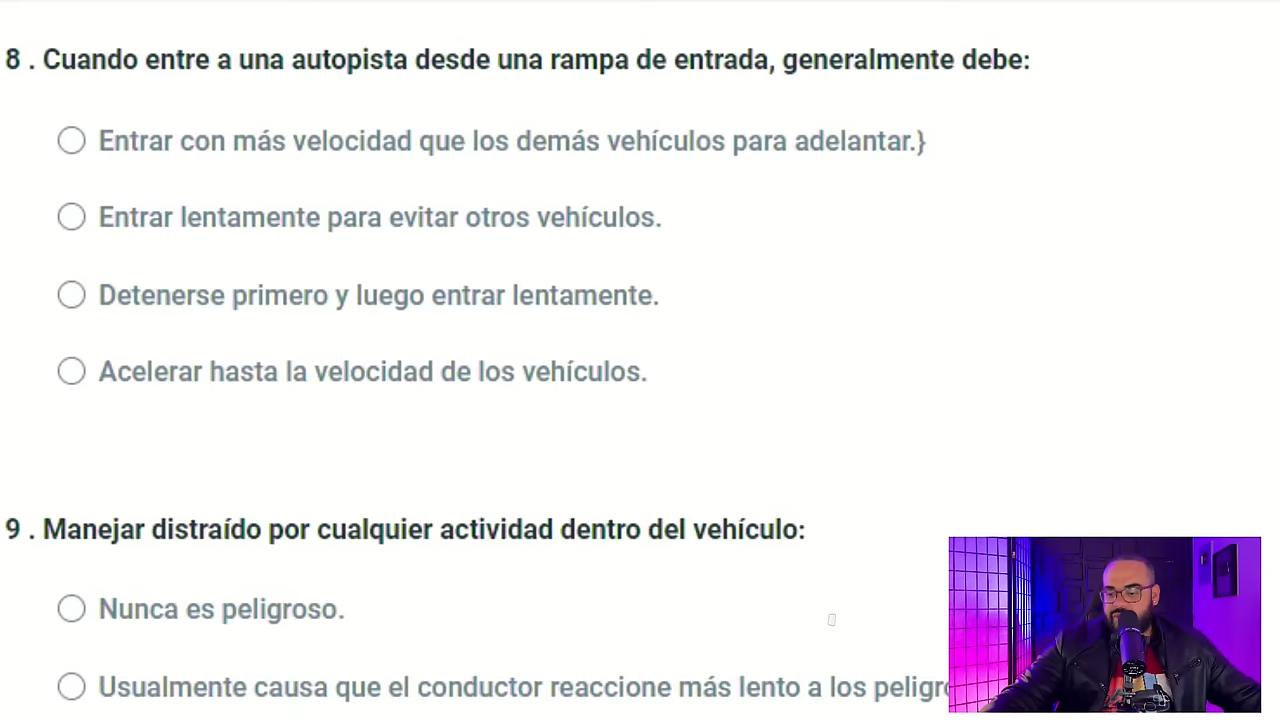 8 . Cuando entre a una autopista desde una rampa de entrada, generalmente debe:
Entrar con más velocidad que los demás vehículos para adelantar.}
Entrar lentamente para evitar otros vehículos.
Detenerse primero y luego entrar lentamente.
Acelerar hasta la velocidad de los vehículos.
9 . Manejar distraído por cualquier actividad dentro del vehículo:
Nunca es peligroso.
Usualmente causa que el conductor reaccione más lento a los